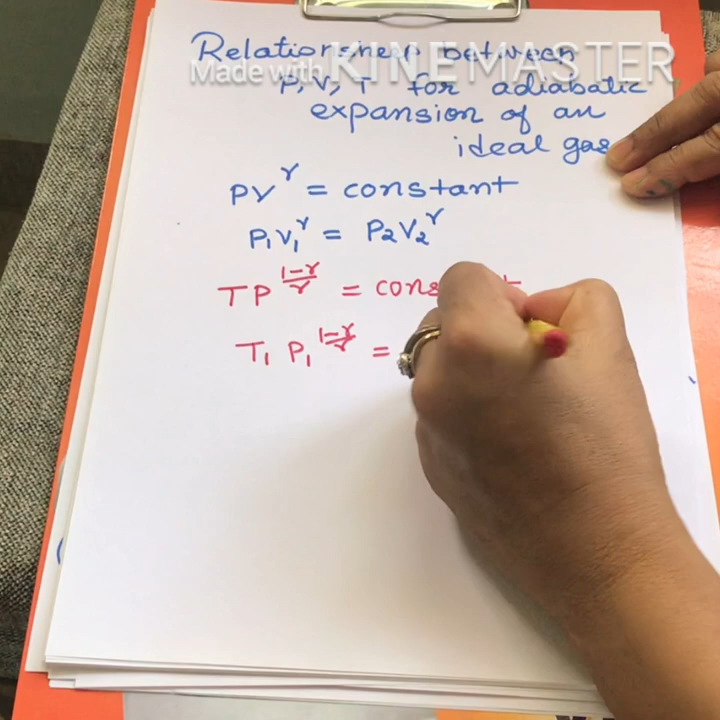 Relationship between
Made with KINEMASTER
P, V, T for adiabatic
expansion of an
ideal gas
PV^γ = constant
P₁V₁^γ = P₂V₂^γ
TP^((1-γ)/γ) =
T₁ P₁^((1-γ)/γ) =